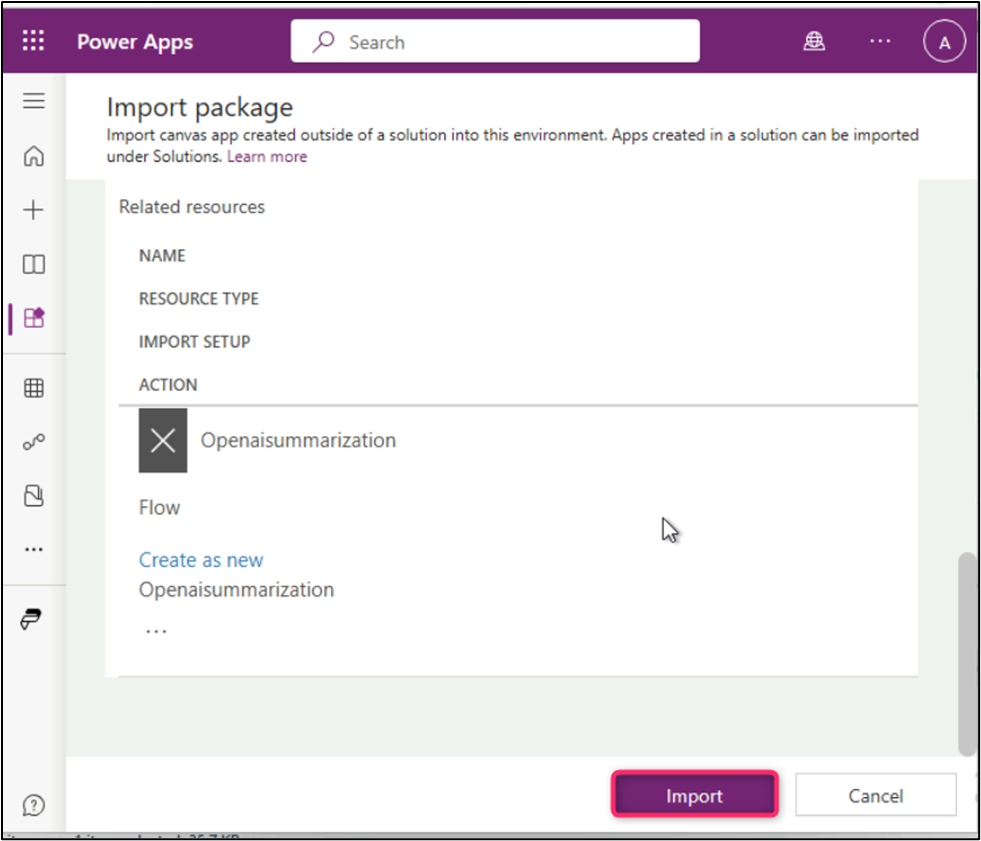 Power Apps
Search
A
Import package
Import canvas app created outside of a solution into this environment. Apps created in a solution can be imported
under Solutions. Learn more
Related resources
NAME
RESOURCE TYPE
IMPORT SETUP
ACTION
Openaisummarization
Flow
Create as new
Openaisummarization
...
Import
Cancel